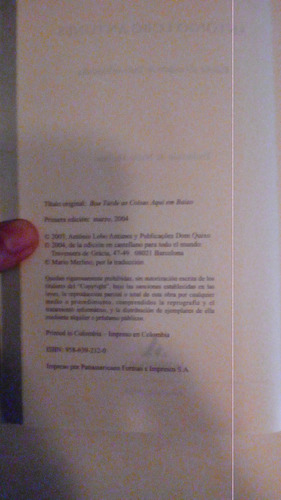 Título original: Boa Tarde às Coisas Aqui em Baixo
Primera edición: marzo, 2004
© 2003, António Lobo Antunes y Publicações Dom Quixote
© 2004, de la edición en castellano para todo el mundo:
Travessera de Gràcia, 47-49. 08021 Barcelona
© Mario Merlino, por la traducción
Quedan rigurosamente prohibidas, sin autorización escrita de los
titulares del "Copyright", bajo las sanciones establecidas en las
leyes, la reproducción parcial o total de esta obra por cualquier
medio o procedimiento, comprendidos la reprografía y el
tratamiento informático, y la distribución de ejemplares de ella
mediante alquiler o préstamo públicos.
Printed in Colombia – Impreso en Colombia
ISBN: 958-639-212-0
Impreso por Panamericana Formas e Impresos S.A.